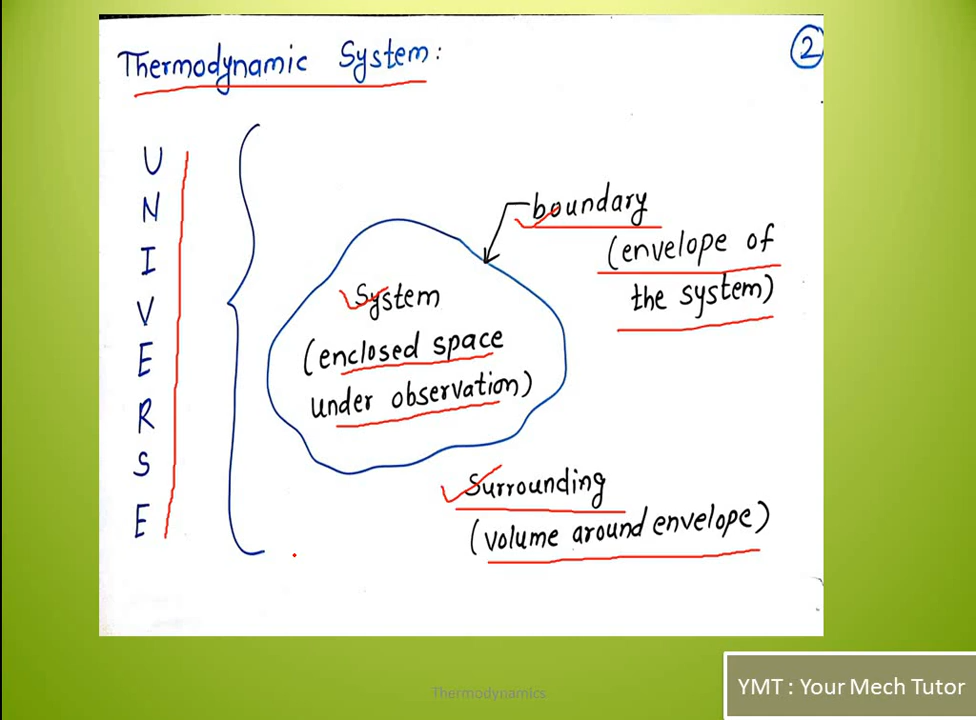 Thermodynamic System:
2
U
N
I
V
E
R
S
E
boundary
(envelope of
the system)
System
(enclosed space
under observation)
Surrounding
(volume around envelope)
Thermodynamics
YMT : Your Mech Tutor